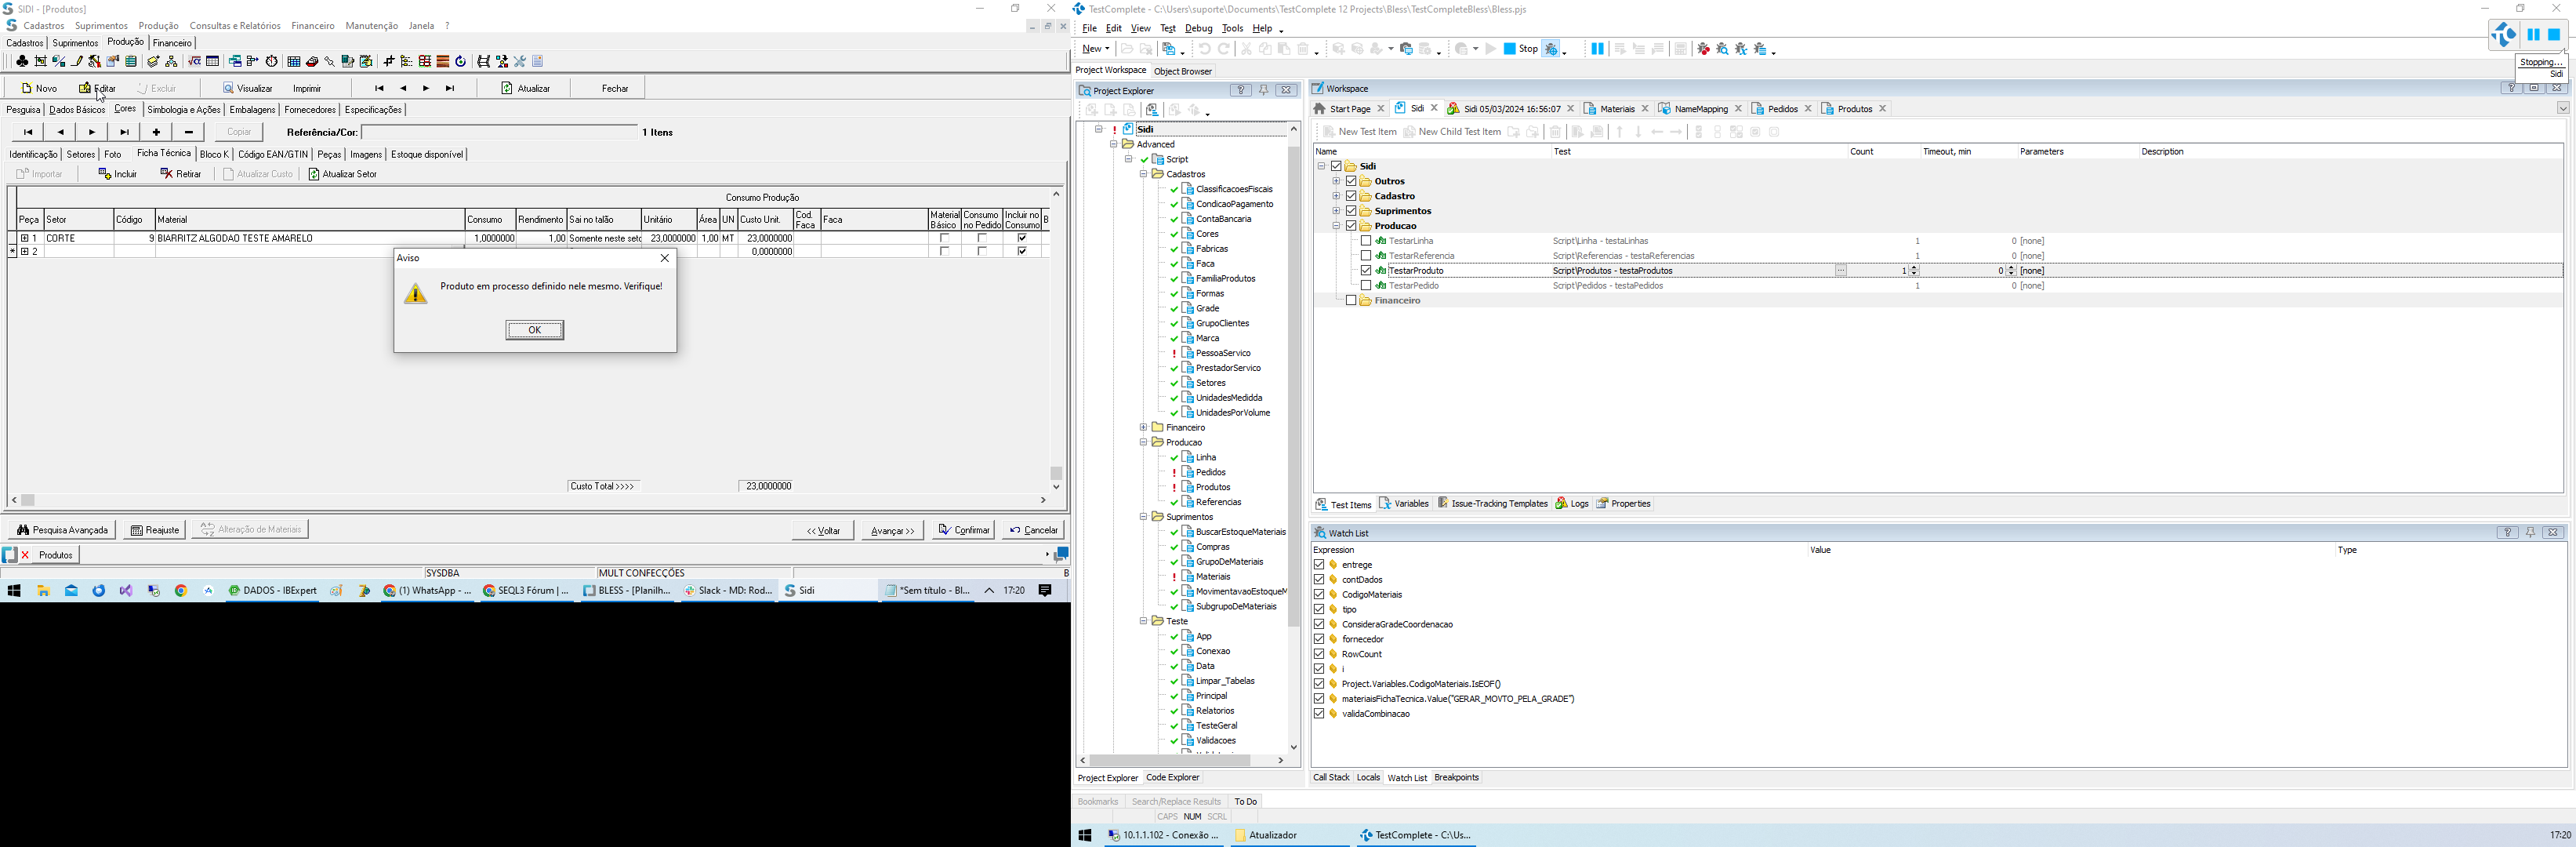 SIDI - [Produtos]
Cadastros Suprimentos Produção Consultas e Relatórios Financeiro Manutenção Janela ?
Cadastros Suprimentos Produção Financeiro
Novo Editar Excluir Visualizar Imprimir Atualizar Fechar
Pesquisa Dados Básicos Cores Simbologia e Ações Embalagens Fornecedores Especificações
Copiar Referência/Cor: 1 Itens
Identificação Setores Foto Ficha Técnica Bloco K Código EAN/GTIN Peças Imagens Estoque disponível
Importar Incluir Retirar Atualizar Custo Atualizar Setor
Consumo Produção
Peça Setor Código Material Consumo Rendimento Sai no talão Unitário Área UN Custo Unit. Cod. Faca Faca Material Básico Consumo no Pedido Incluir no Consumo B
1 CORTE 9 BIARRITZ ALGODAO TESTE AMARELO 1,0000000 1,00 Somente neste seto 23,0000000 1,00 MT 23,0000000
* 2 0,0000000
Aviso
Produto em processo definido nele mesmo. Verifique!
OK
Custo Total >>>> 23,0000000
Pesquisa Avançada Reajuste Alteração de Materiais << Voltar Avançar >> Confirmar Cancelar
Produtos
SYSDBA MULT CONFECÇÕES B
DADOS - IBExpert (1) WhatsApp - ... SEQL3 Fórum | ... BLESS - [Planilh... Slack - MD: Rod... Sidi *Sem título - Bl... 17:20
TestComplete - C:\Users\suporte\Documents\TestComplete 12 Projects\Bless\TestCompleteBless\Bless.pjs
File Edit View Test Debug Tools Help
New Stop
Stopping...
Sidi
Project Workspace Object Browser
Project Explorer
Sidi
Advanced
Script
Cadastros
ClassificacoesFiscais
CondicaoPagamento
ContaBancaria
Cores
Fabricas
Faca
FamiliaProdutos
Formas
Grade
GrupoClientes
Marca
PessoaServico
PrestadorServico
Setores
UnidadesMedidda
UnidadesPorVolume
Financeiro
Producao
Linha
Pedidos
Produtos
Referencias
Suprimentos
BuscarEstoqueMateriais
Compras
GrupoDeMateriais
Materiais
MovimentavaoEstoqueM
SubgrupoDeMateriais
Teste
App
Conexao
Data
Limpar_Tabelas
Principal
Relatorios
TesteGeral
Validacoes
Project Explorer Code Explorer
Workspace
Start Page Sidi Sidi 05/03/2024 16:56:07 Materiais NameMapping Pedidos Produtos
New Test Item New Child Test Item
Name Test Count Timeout, min Parameters Description
Sidi
Outros
Cadastro
Suprimentos
Producao
TestarLinha Script\Linha - testaLinhas 1 0 [none]
TestarReferencia Script\Referencias - testaReferencias 1 0 [none]
TestarProduto Script\Produtos - testaProdutos ... 1 0 [none]
TestarPedido Script\Pedidos - testaPedidos 1 0 [none]
Financeiro
Test Items Variables Issue-Tracking Templates Logs Properties
Watch List
Expression Value Type
entrege
contDados
CodigoMateriais
tipo
ConsideraGradeCoordenacao
fornecedor
RowCount
i
Project.Variables.CodigoMateriais.IsEOF()
materiaisFichaTecnica.Value("GERAR_MOVTO_PELA_GRADE")
validaCombinacao
Call Stack Locals Watch List Breakpoints
Bookmarks Search/Replace Results To Do
CAPS NUM SCRL
10.1.1.102 - Conexão ... Atualizador TestComplete - C:\Us... 17:20